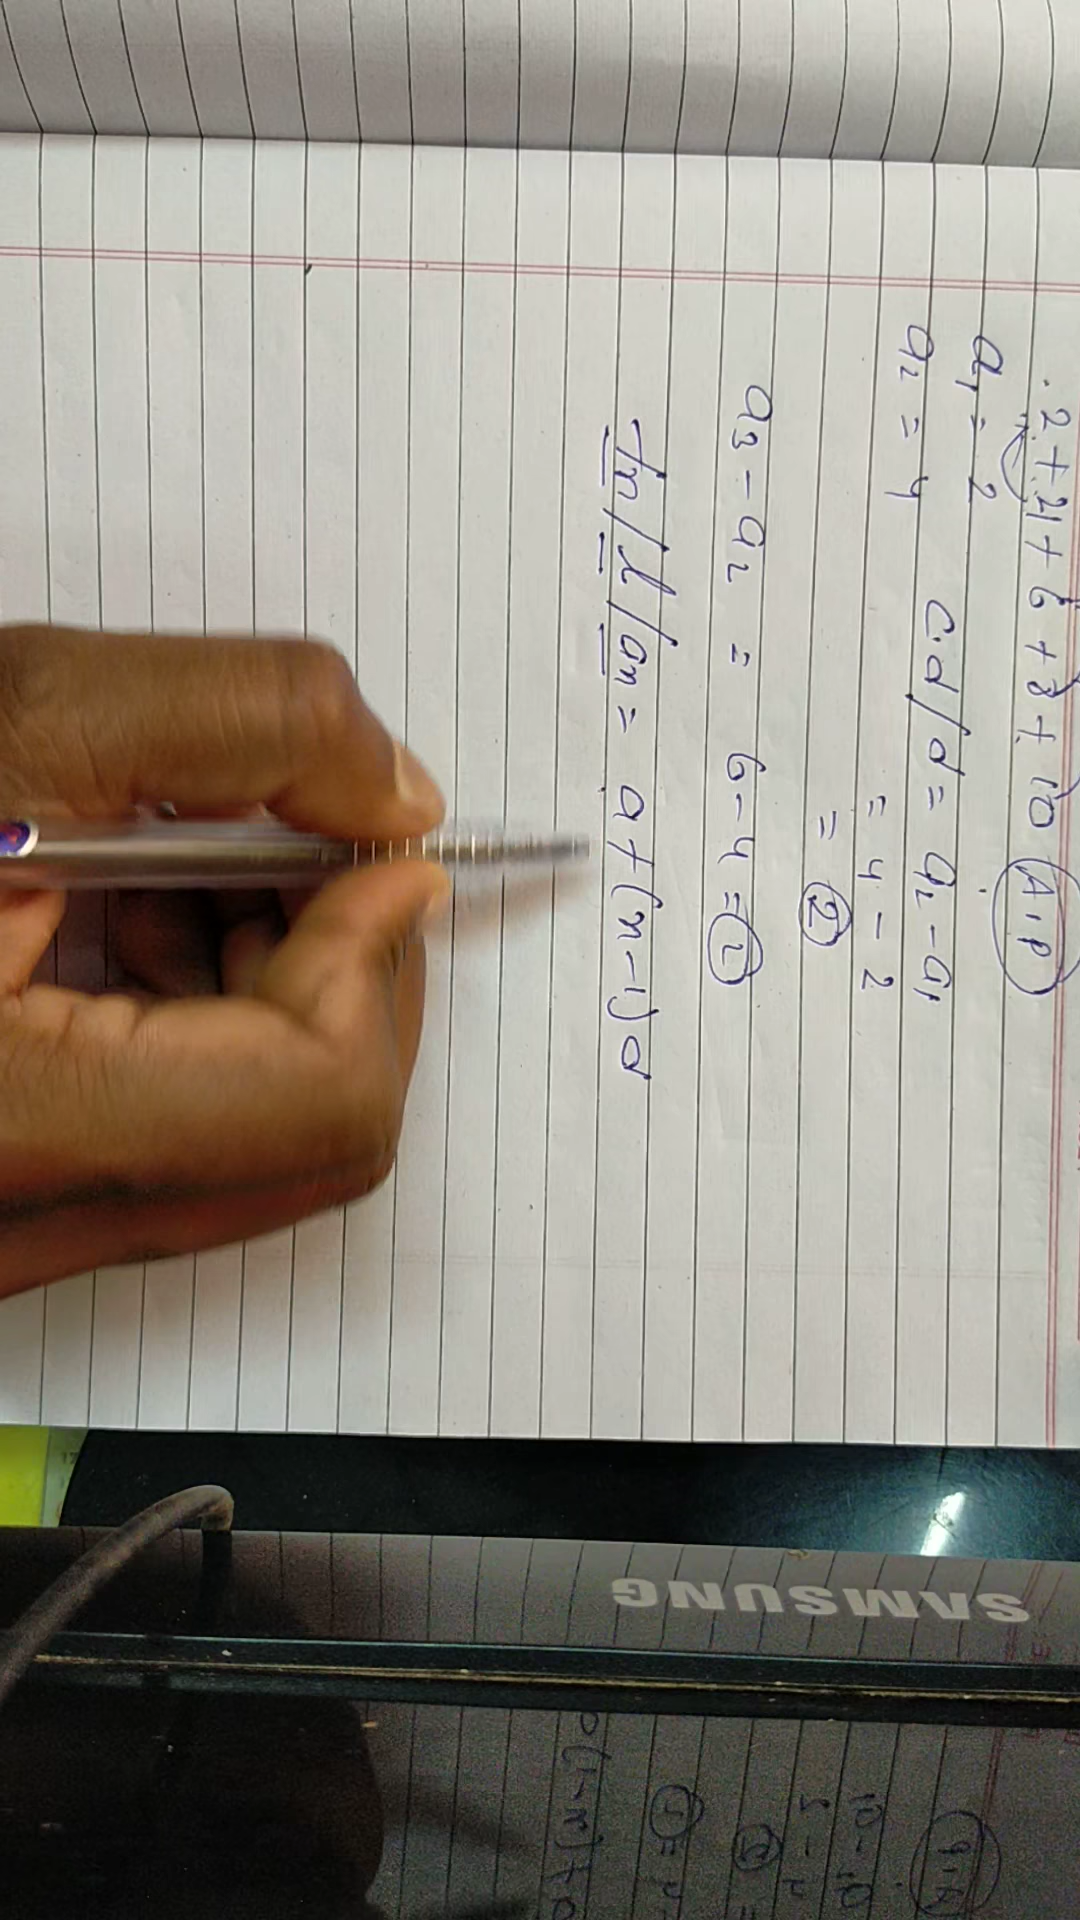 2 + 4 + 6 + 8 + 10 A.P
a1 = 2
a2 = 4 c.d/d = a2 - a1
= 4 - 2
= 2
a3 - a2 = 6 - 4 = 2
Tn/l/an = a + (n-1) d
SAMSUNG